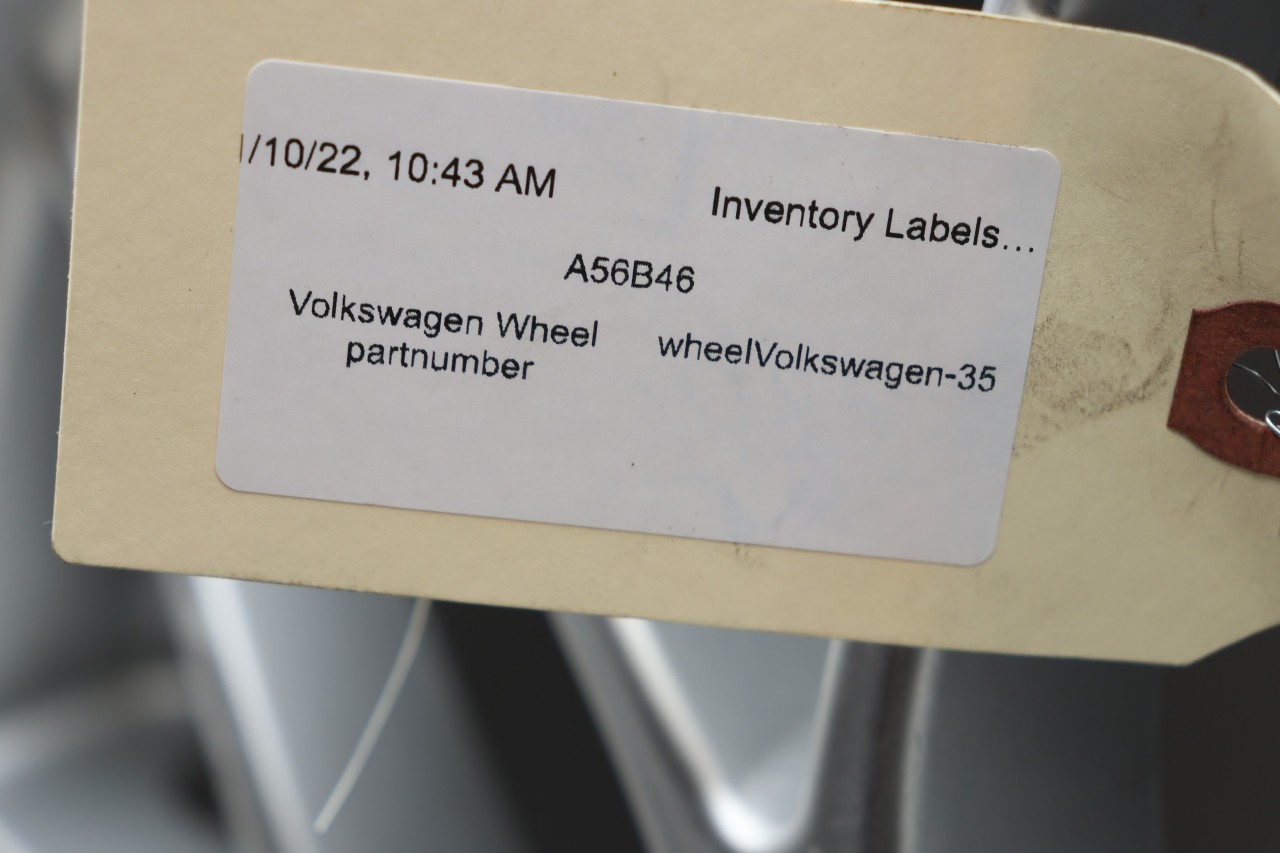 /10/22, 10:43 AM
Inventory Labels...
A56B46
Volkswagen Wheel
partnumber
wheelVolkswagen-35